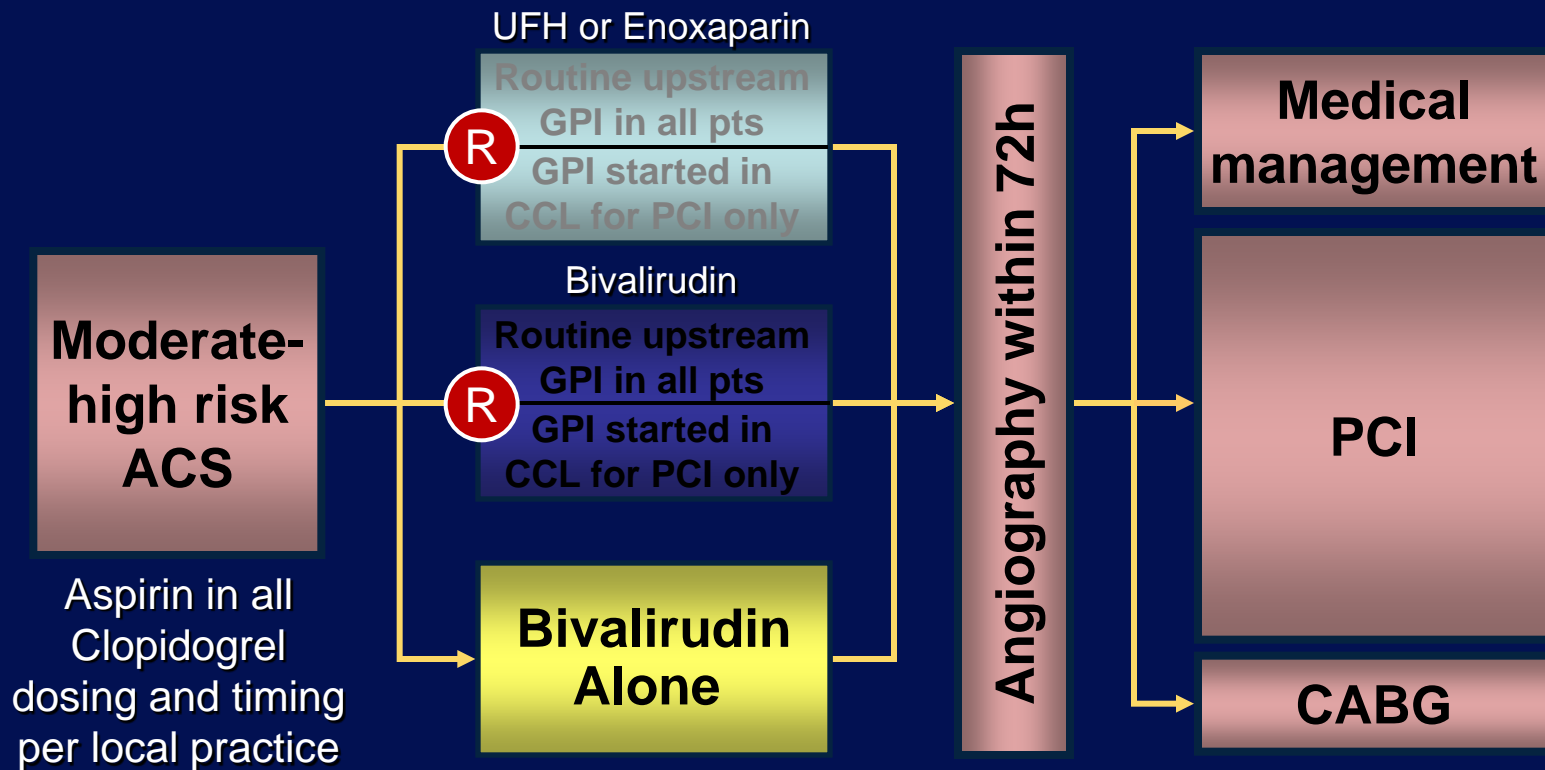 UFH or Enoxaparin
Routine upstream
GPI in all pts
R
GPI started in
CCL for PCI only
Bivalirudin
Routine upstream
GPI in all pts
R
GPI started in
CCL for PCI only
Moderate-
high risk
ACS
Aspirin in all
Clopidogrel
dosing and timing
per local practice
Bivalirudin
Alone
Angiography within 72h
Medical
management
PCI
CABG